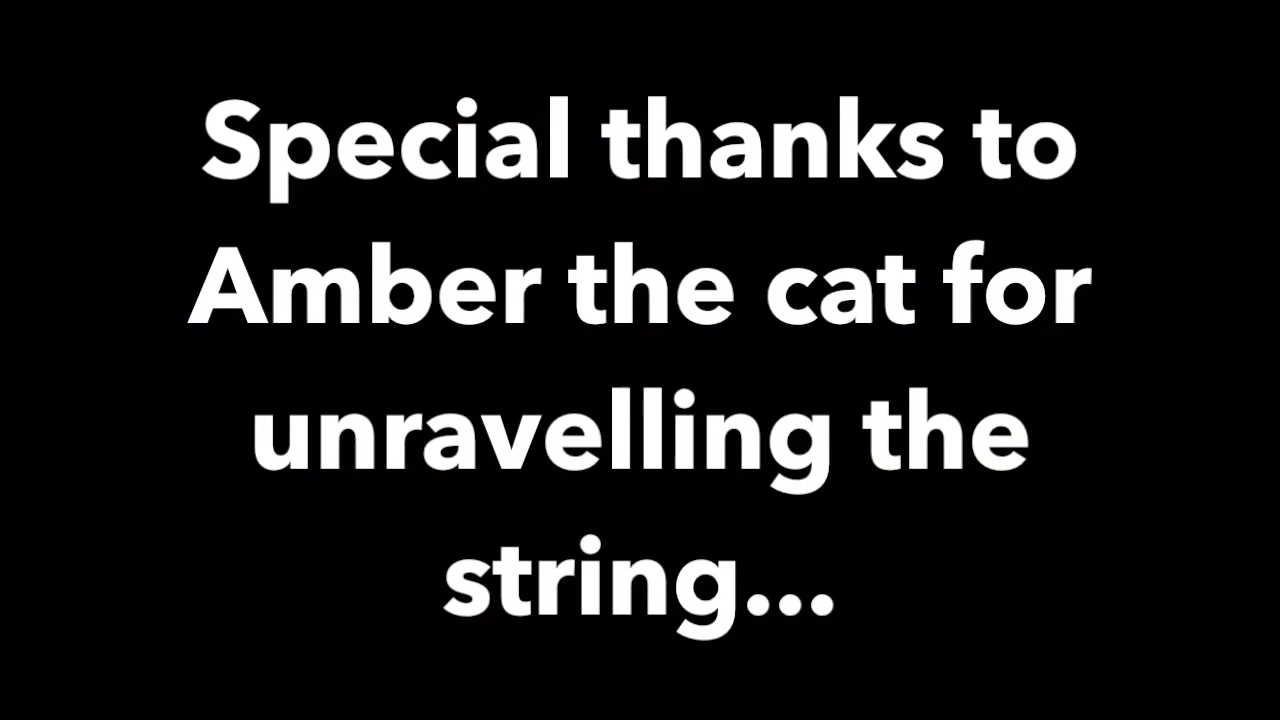 Special thanks to
Amber the cat for
unravelling the
string...